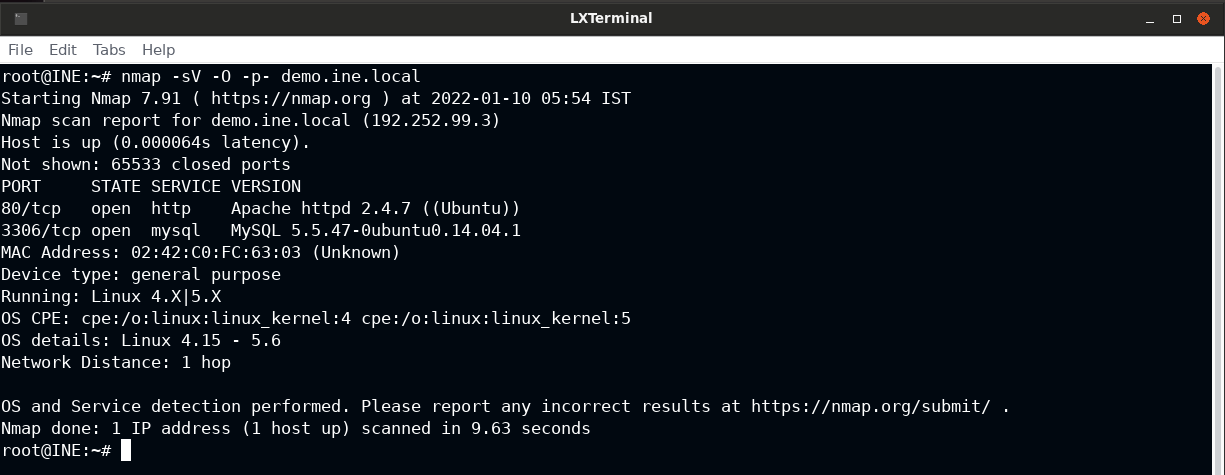 LXTerminal
File Edit Tabs Help
root@INE:~# nmap -sV -O -p- demo.ine.local
Starting Nmap 7.91 ( https://nmap.org ) at 2022-01-10 05:54 IST
Nmap scan report for demo.ine.local (192.252.99.3)
Host is up (0.000064s latency).
Not shown: 65533 closed ports
PORT     STATE SERVICE VERSION
80/tcp   open  http    Apache httpd 2.4.7 ((Ubuntu))
3306/tcp open  mysql   MySQL 5.5.47-0ubuntu0.14.04.1
MAC Address: 02:42:C0:FC:63:03 (Unknown)
Device type: general purpose
Running: Linux 4.X|5.X
OS CPE: cpe:/o:linux:linux_kernel:4 cpe:/o:linux:linux_kernel:5
OS details: Linux 4.15 - 5.6
Network Distance: 1 hop
OS and Service detection performed. Please report any incorrect results at https://nmap.org/submit/ .
Nmap done: 1 IP address (1 host up) scanned in 9.63 seconds
root@INE:~#